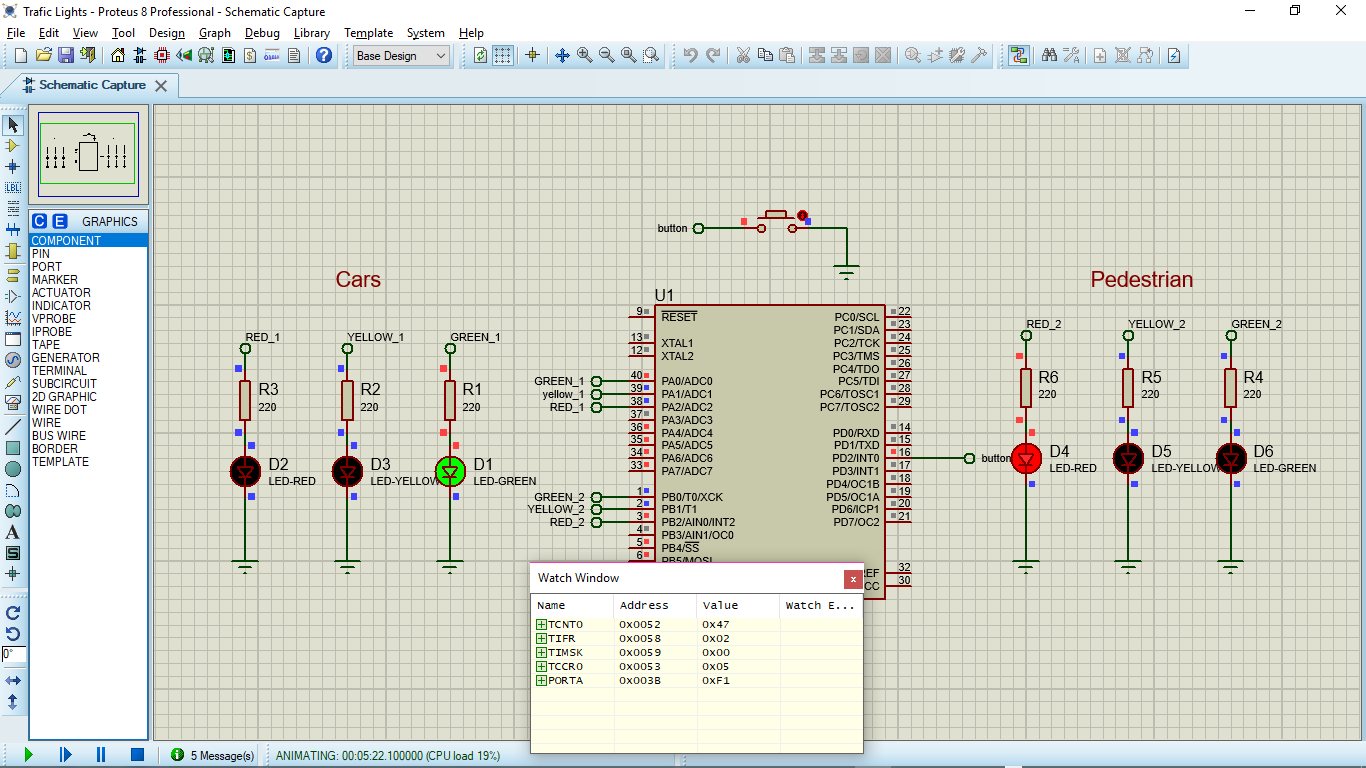 Trafic Lights - Proteus 8 Professional - Schematic Capture
File Edit View Tool Design Graph Debug Library Template System Help
Base Design
Schematic Capture
C E GRAPHICS
COMPONENT
PIN
PORT
MARKER
ACTUATOR
INDICATOR
VPROBE
IPROBE
TAPE
GENERATOR
TERMINAL
SUBCIRCUIT
2D GRAPHIC
WIRE DOT
WIRE
BUS WIRE
BORDER
TEMPLATE
LBL
A
S
0°
button
Cars
Pedestrian
RED_1 YELLOW_1 GREEN_1
R3 R2 R1
220 220 220
D2 D3 D1
LED-RED LED-YELLOW LED-GREEN
U1
9 RESET PC0/SCL 22
PC1/SDA 23
13 XTAL1 PC2/TCK 24
12 XTAL2 PC3/TMS 25
PC4/TDO 26
GREEN_1 40 PA0/ADC0 PC5/TDI 27
yellow_1 39 PA1/ADC1 PC6/TOSC1 28
RED_1 38 PA2/ADC2 PC7/TOSC2 29
37 PA3/ADC3
36 PA4/ADC4 PD0/RXD 14
35 PA5/ADC5 PD1/TXD 15
34 PA6/ADC6 PD2/INT0 16 button
33 PA7/ADC7 PD3/INT1 17
PD4/OC1B 18
GREEN_2 1 PB0/T0/XCK PD5/OC1A 19
YELLOW_2 2 PB1/T1 PD6/ICP1 20
RED_2 3 PB2/AIN0/INT2 PD7/OC2 21
4 PB3/AIN1/OC0
5 PB4/SS
6 PB5/MOSI
EF 32
CC 30
RED_2 YELLOW_2 GREEN_2
R6 R5 R4
220 220 220
D4 D5 D6
LED-RED LED-YELLOW LED-GREEN
Watch Window
Name Address Value Watch E...
TCNT0 0x0052 0x47
TIFR 0x0058 0x02
TIMSK 0x0059 0x00
TCCR0 0x0053 0x05
PORTA 0x003B 0xF1
5 Message(s) ANIMATING: 00:05:22.100000 (CPU load 19%)